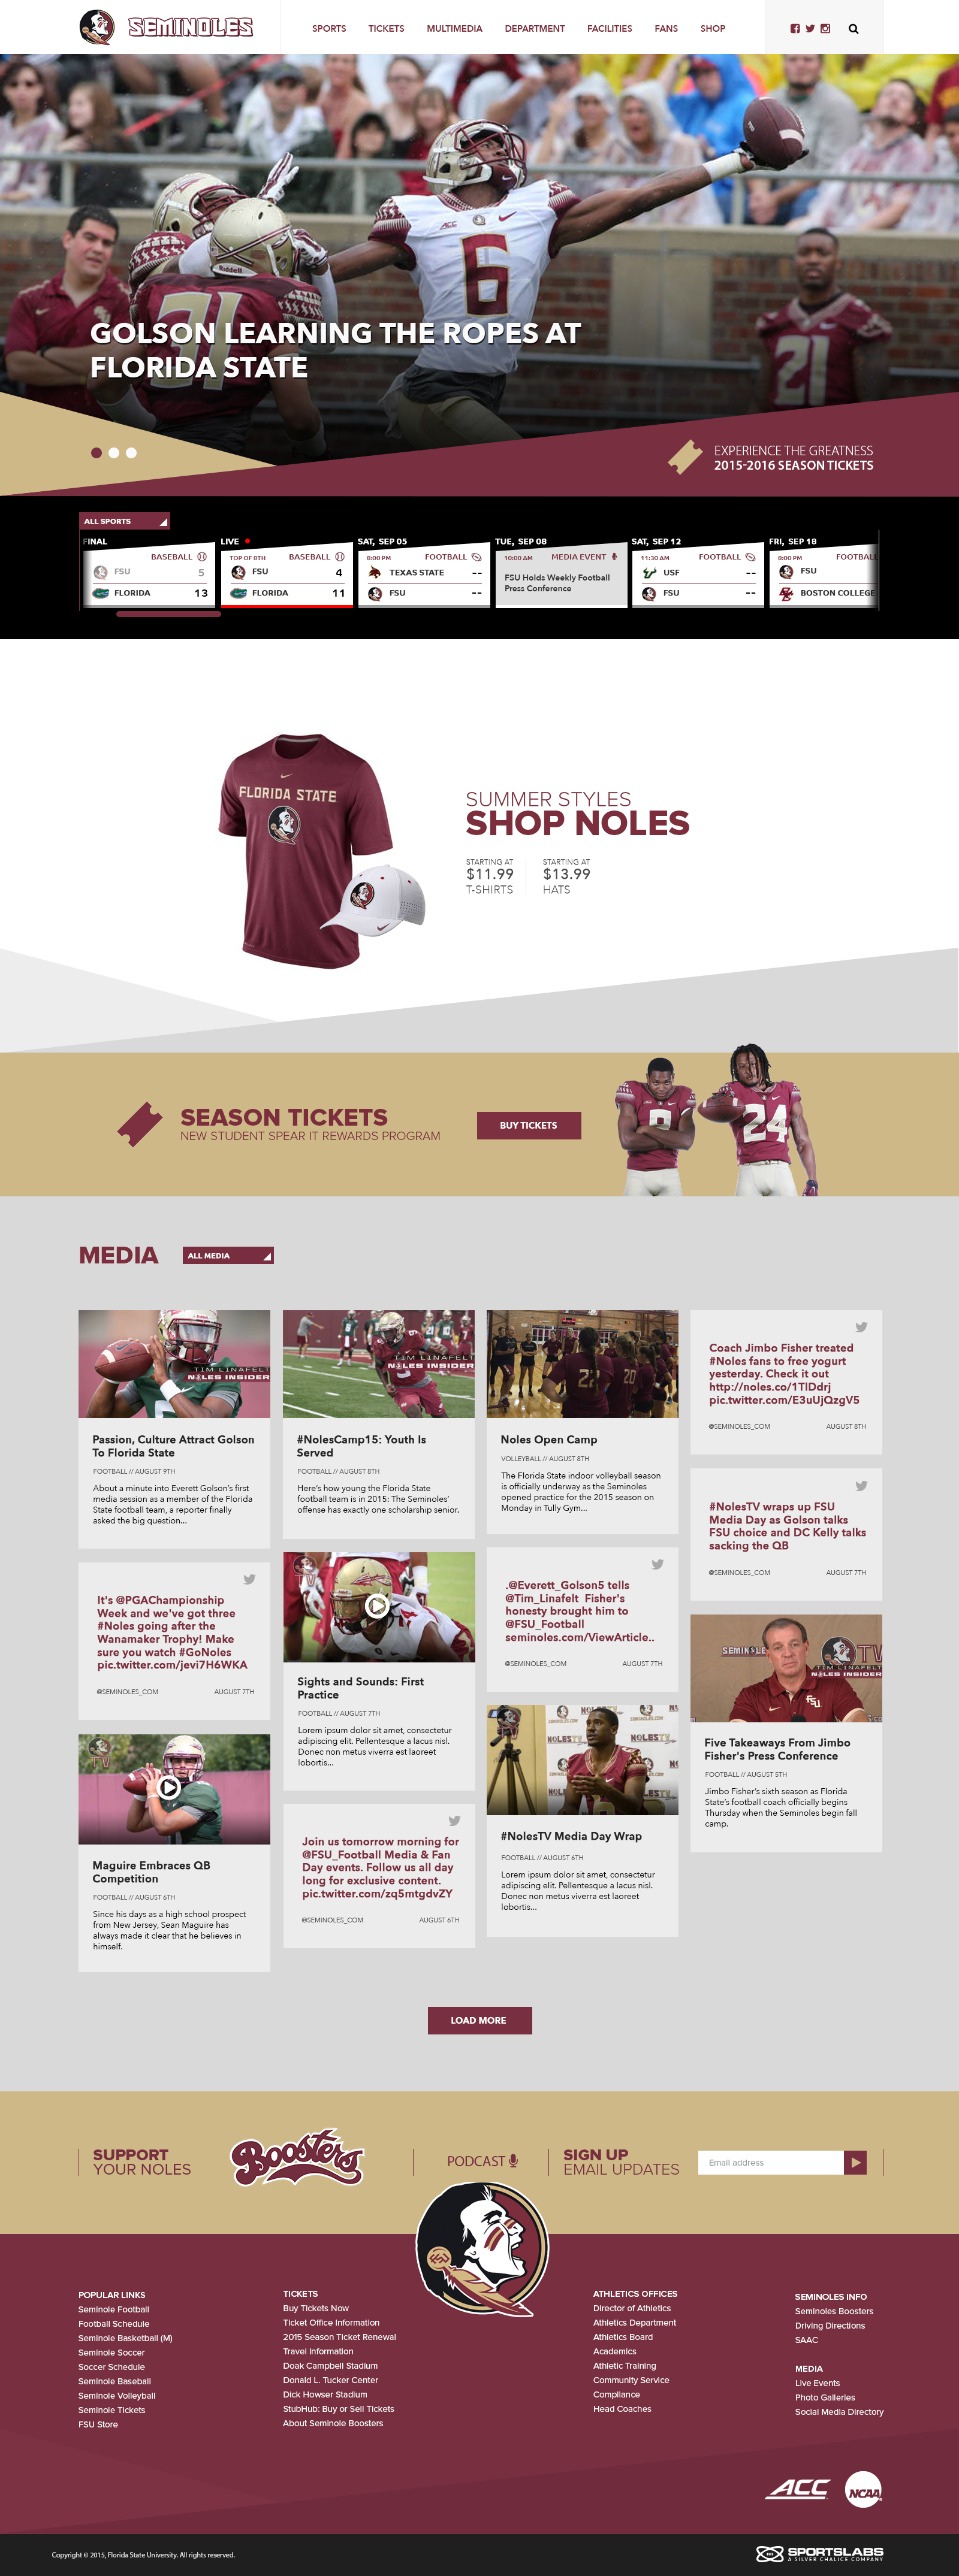 SEMINOLES
SPORTS TICKETS MULTIMEDIA DEPARTMENT FACILITIES FANS SHOP
ACC
6
Riddell
31
21
GOLSON LEARNING THE ROPES AT
FLORIDA STATE
EXPERIENCE THE GREATNESS
2015-2016 SEASON TICKETS
ALL SPORTS
FINAL
BASEBALL
FSU 5
FLORIDA 13
LIVE
TOP OF 8TH BASEBALL
FSU 4
FLORIDA 11
SAT, SEP 05
8:00 PM FOOTBALL
TEXAS STATE --
FSU --
TUE, SEP 08
10:00 AM MEDIA EVENT
FSU Holds Weekly Football
Press Conference
SAT, SEP 12
11:30 AM FOOTBALL
USF --
FSU --
FRI, SEP 18
8:00 PM FOOTBALL
FSU
BOSTON COLLEGE
FLORIDA STATE
SUMMER STYLES
SHOP NOLES
STARTING AT
$11.99
T-SHIRTS
STARTING AT
$13.99
HATS
SEASON TICKETS
NEW STUDENT SPEAR IT REWARDS PROGRAM
BUY TICKETS
24
MEDIA
ALL MEDIA
TIM LINAFELT
NOLES INSIDER
Passion, Culture Attract Golson
To Florida State
FOOTBALL // AUGUST 9TH
About a minute into Everett Golson's first
media session as a member of the Florida
State football team, a reporter finally
asked the big question...
It's @PGAChampionship
Week and we've got three
#Noles going after the
Wanamaker Trophy! Make
sure you watch #GoNoles
pic.twitter.com/jevi7H6WKA
@SEMINOLES_COM AUGUST 7TH
Maguire Embraces QB
Competition
FOOTBALL // AUGUST 6TH
Since his days as a high school prospect
from New Jersey, Sean Maguire has
always made it clear that he believes in
himself.
TIM LINAFELT
NOLES INSIDER
#NolesCamp15: Youth Is
Served
FOOTBALL // AUGUST 8TH
Here's how young the Florida State
football team is in 2015: The Seminoles'
offense has exactly one scholarship senior.
Sights and Sounds: First
Practice
FOOTBALL // AUGUST 7TH
Lorem ipsum dolor sit amet, consectetur
adipiscing elit. Pellentesque a lacus nisl.
Donec non metus viverra est laoreet
lobortis...
Join us tomorrow morning for
@FSU_Football Media & Fan
Day events. Follow us all day
long for exclusive content.
pic.twitter.com/zq5mtgdvZY
@SEMINOLES_COM AUGUST 6TH
20
Noles Open Camp
VOLLEYBALL // AUGUST 8TH
The Florida State indoor volleyball season
is officially underway as the Seminoles
opened practice for the 2015 season on
Monday in Tully Gym...
.@Everett_Golson5 tells
@Tim_Linafelt  Fisher's
honesty brought him to
@FSU_Football
seminoles.com/ViewArticle..
@SEMINOLES_COM AUGUST 7TH
NOLESTV
#NolesTV Media Day Wrap
FOOTBALL // AUGUST 6TH
Lorem ipsum dolor sit amet, consectetur
adipiscing elit. Pellentesque a lacus nisl.
Donec non metus viverra est laoreet
lobortis...
Coach Jimbo Fisher treated
#Noles fans to free yogurt
yesterday. Check it out
http://noles.co/1TlDdrj
pic.twitter.com/E3uUjQzgV5
@SEMINOLES_COM AUGUST 8TH
#NolesTV wraps up FSU
Media Day as Golson talks
FSU choice and DC Kelly talks
sacking the QB
@SEMINOLES_COM AUGUST 7TH
TV
TIM LINAFELT
NOLES INSIDER
FSU
Five Takeaways From Jimbo
Fisher's Press Conference
FOOTBALL // AUGUST 5TH
Jimbo Fisher's sixth season as Florida
State's football coach officially begins
Thursday when the Seminoles begin fall
camp.
LOAD MORE
SUPPORT
YOUR NOLES
Boosters
PODCAST
SIGN UP
EMAIL UPDATES
Email address
POPULAR LINKS
Seminole Football
Football Schedule
Seminole Basketball (M)
Seminole Soccer
Soccer Schedule
Seminole Baseball
Seminole Volleyball
Seminole Tickets
FSU Store
TICKETS
Buy Tickets Now
Ticket Office Information
2015 Season Ticket Renewal
Travel Information
Doak Campbell Stadium
Donald L. Tucker Center
Dick Howser Stadium
StubHub: Buy or Sell Tickets
About Seminole Boosters
ATHLETICS OFFICES
Director of Athletics
Athletics Department
Athletics Board
Academics
Athletic Training
Community Service
Compliance
Head Coaches
SEMINOLES INFO
Seminoles Boosters
Driving Directions
SAAC
MEDIA
Live Events
Photo Galleries
Social Media Directory
ACC
NCAA
Copyright © 2015, Florida State University. All rights reserved.
SPORTSLABS
A SILVER CHALICE COMPANY